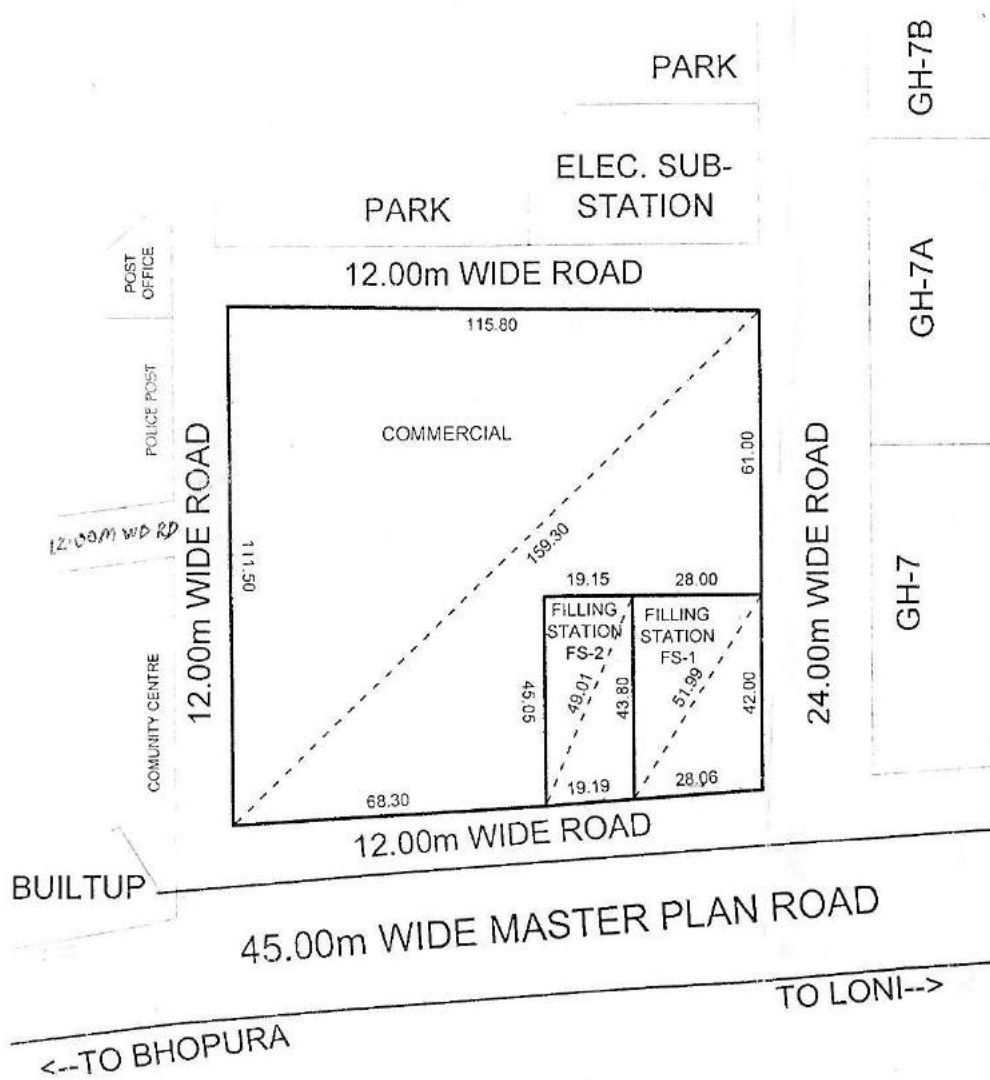 PARK
GH-7B
ELEC. SUB-
STATION
PARK
POST
OFFICE
12.00m WIDE ROAD
GH-7A
115.80
POLICE POST
COMMERCIAL
61.00
12.00m WIDE ROAD
24.00m WIDE ROAD
12.00M WD RD
111.50
159.30
GH-7
19.15
28.00
FILLING
STATION
FS-2
FILLING
STATION
FS-1
COMUNITY CENTRE
45.05
49.01
43.80
51.99
42.00
68.30
19.19
28.06
12.00m WIDE ROAD
BUILTUP
45.00m WIDE MASTER PLAN ROAD
TO LONI-->
<--TO BHOPURA